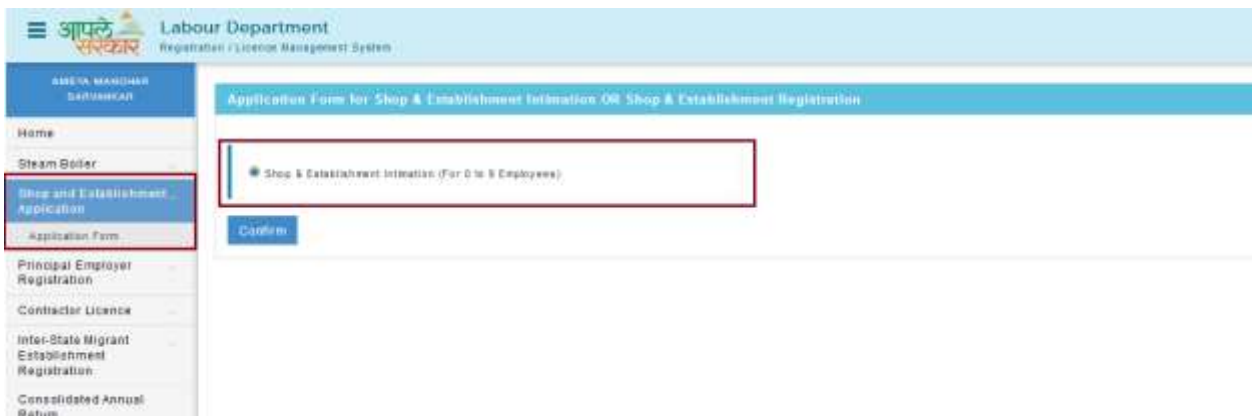 आपले सरकार
Labour Department
Registration / Licence Management System
AMEYA MANOHAR
Home
Steam Boiler
Shop and Establishment
Application
Application Form
Principal Employer
Registration
Contractor Licence
Inter-State Migrant
Establishment
Registration
Consolidated Annual
Return
Application Form for Shop & Establishment Intimation OR Shop & Establishment Registration
Shop & Establishment Intimation (For 0 to 9 Employees)
Confirm